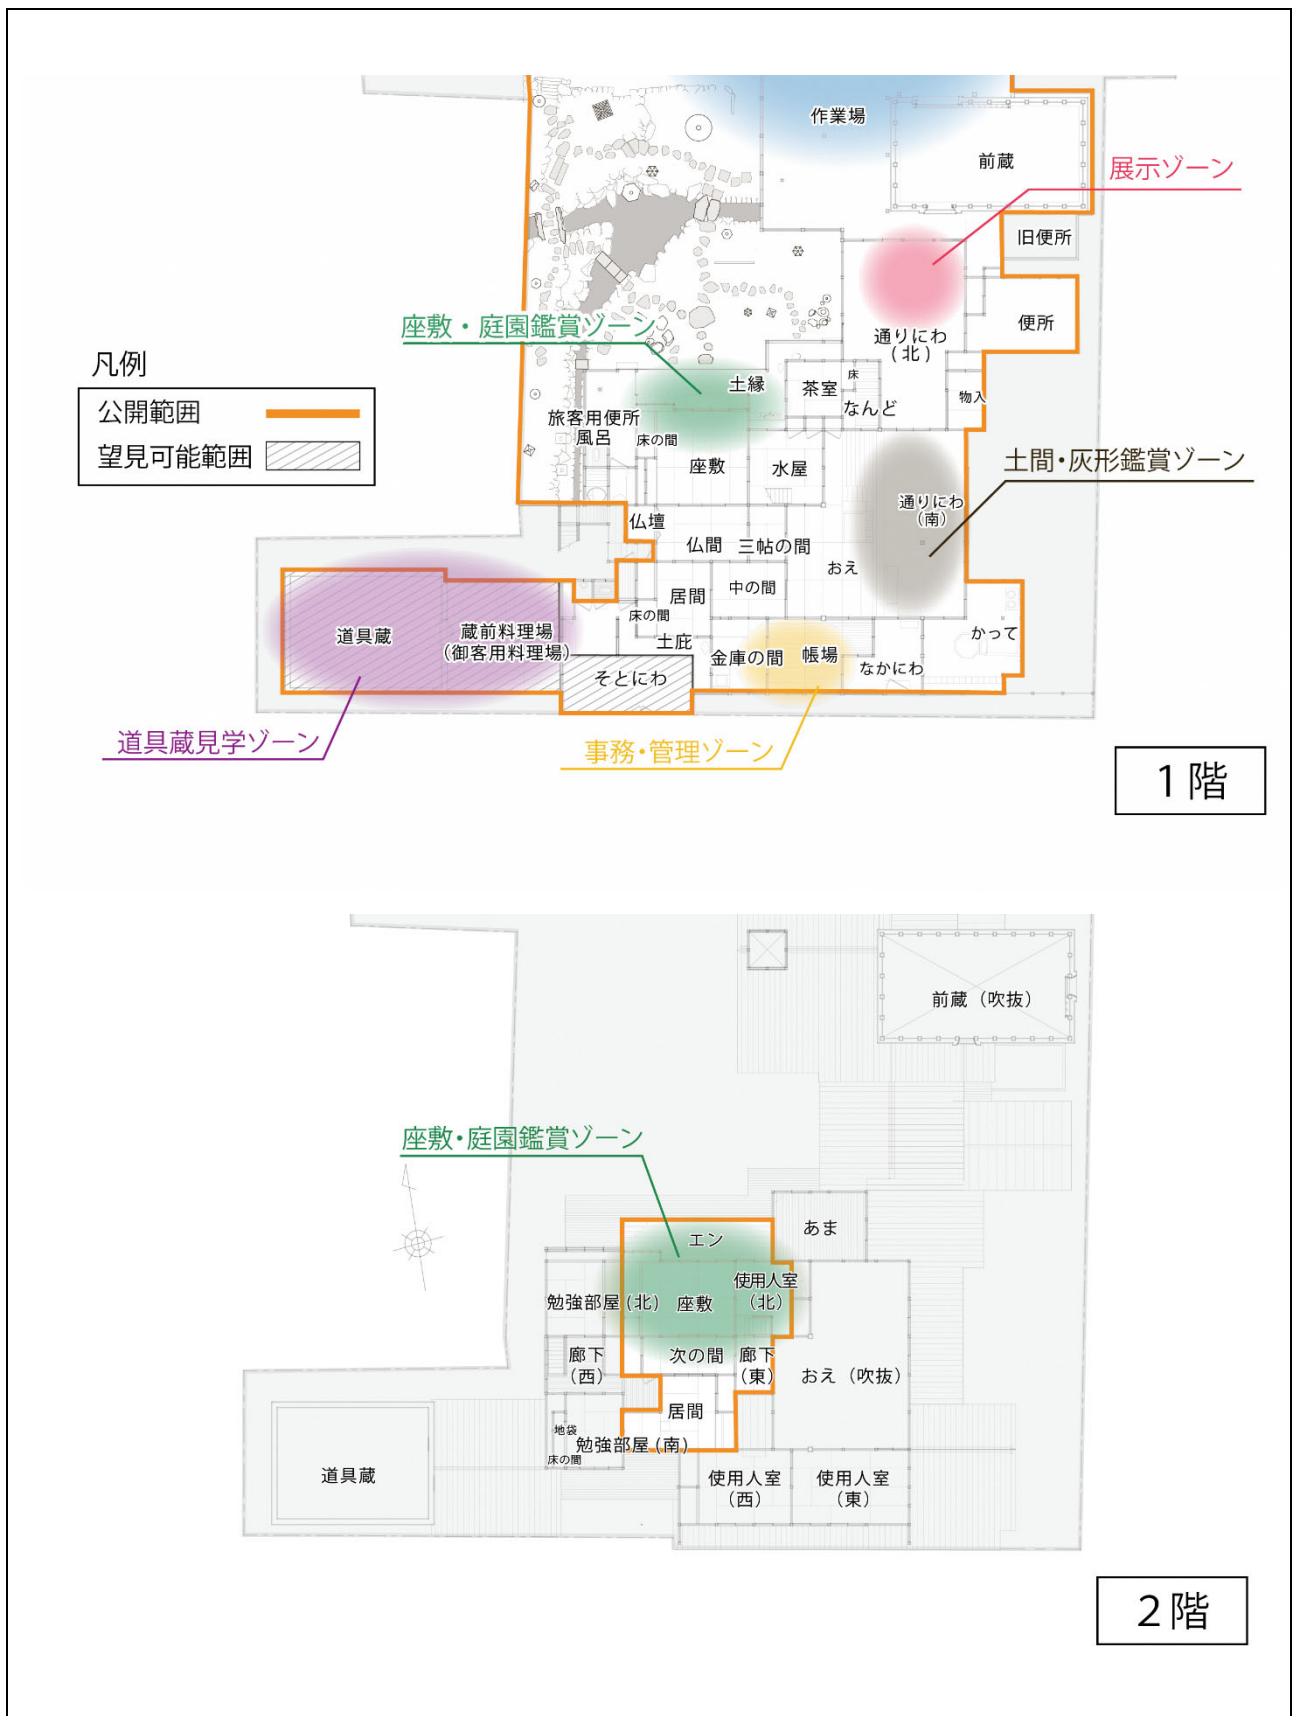 作業場
前蔵
展示ゾーン
旧便所
座敷・庭園鑑賞ゾーン
便所
通りにわ
(北)
凡例
公開範囲
望見可能範囲
土縁
茶室
床
なんど
物入
旅客用便所
風呂
床の間
座敷
水屋
土間・灰形鑑賞ゾーン
通りにわ
(南)
仏壇
仏間
三帖の間
おえ
中の間
居間
床の間
土庇
道具蔵
蔵前料理場
(御客用料理場)
そとにわ
金庫の間
帳場
なかにわ
かって
道具蔵見学ゾーン
事務・管理ゾーン
1階
前蔵(吹抜)
座敷・庭園鑑賞ゾーン
エン
あま
勉強部屋(北)
座敷
使用人室
(北)
次の間
廊下
(西)
廊下
(東)
おえ(吹抜)
居間
地袋
勉強部屋(南)
床の間
道具蔵
使用人室
(西)
使用人室
(東)
2階